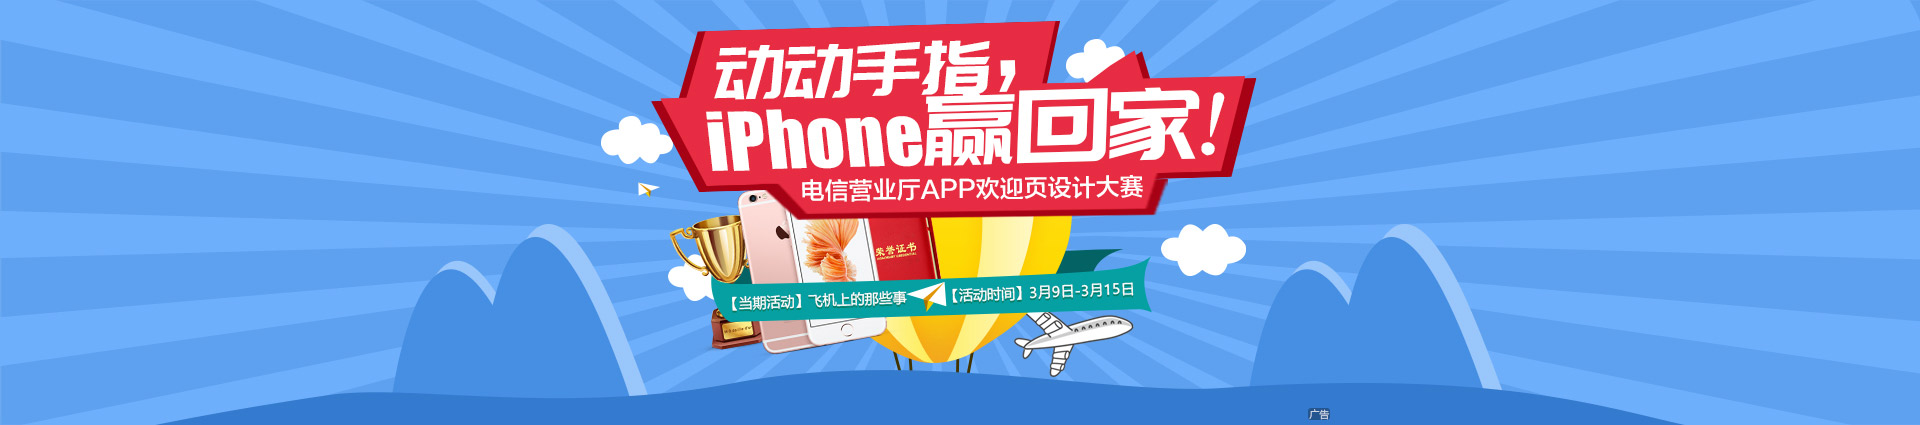 动动手指，
iPhone赢回家！
电信营业厅APP欢迎页设计大赛
荣誉证书
【当期活动】飞机上的那些事 【活动时间】3月9日-3月15日
广告